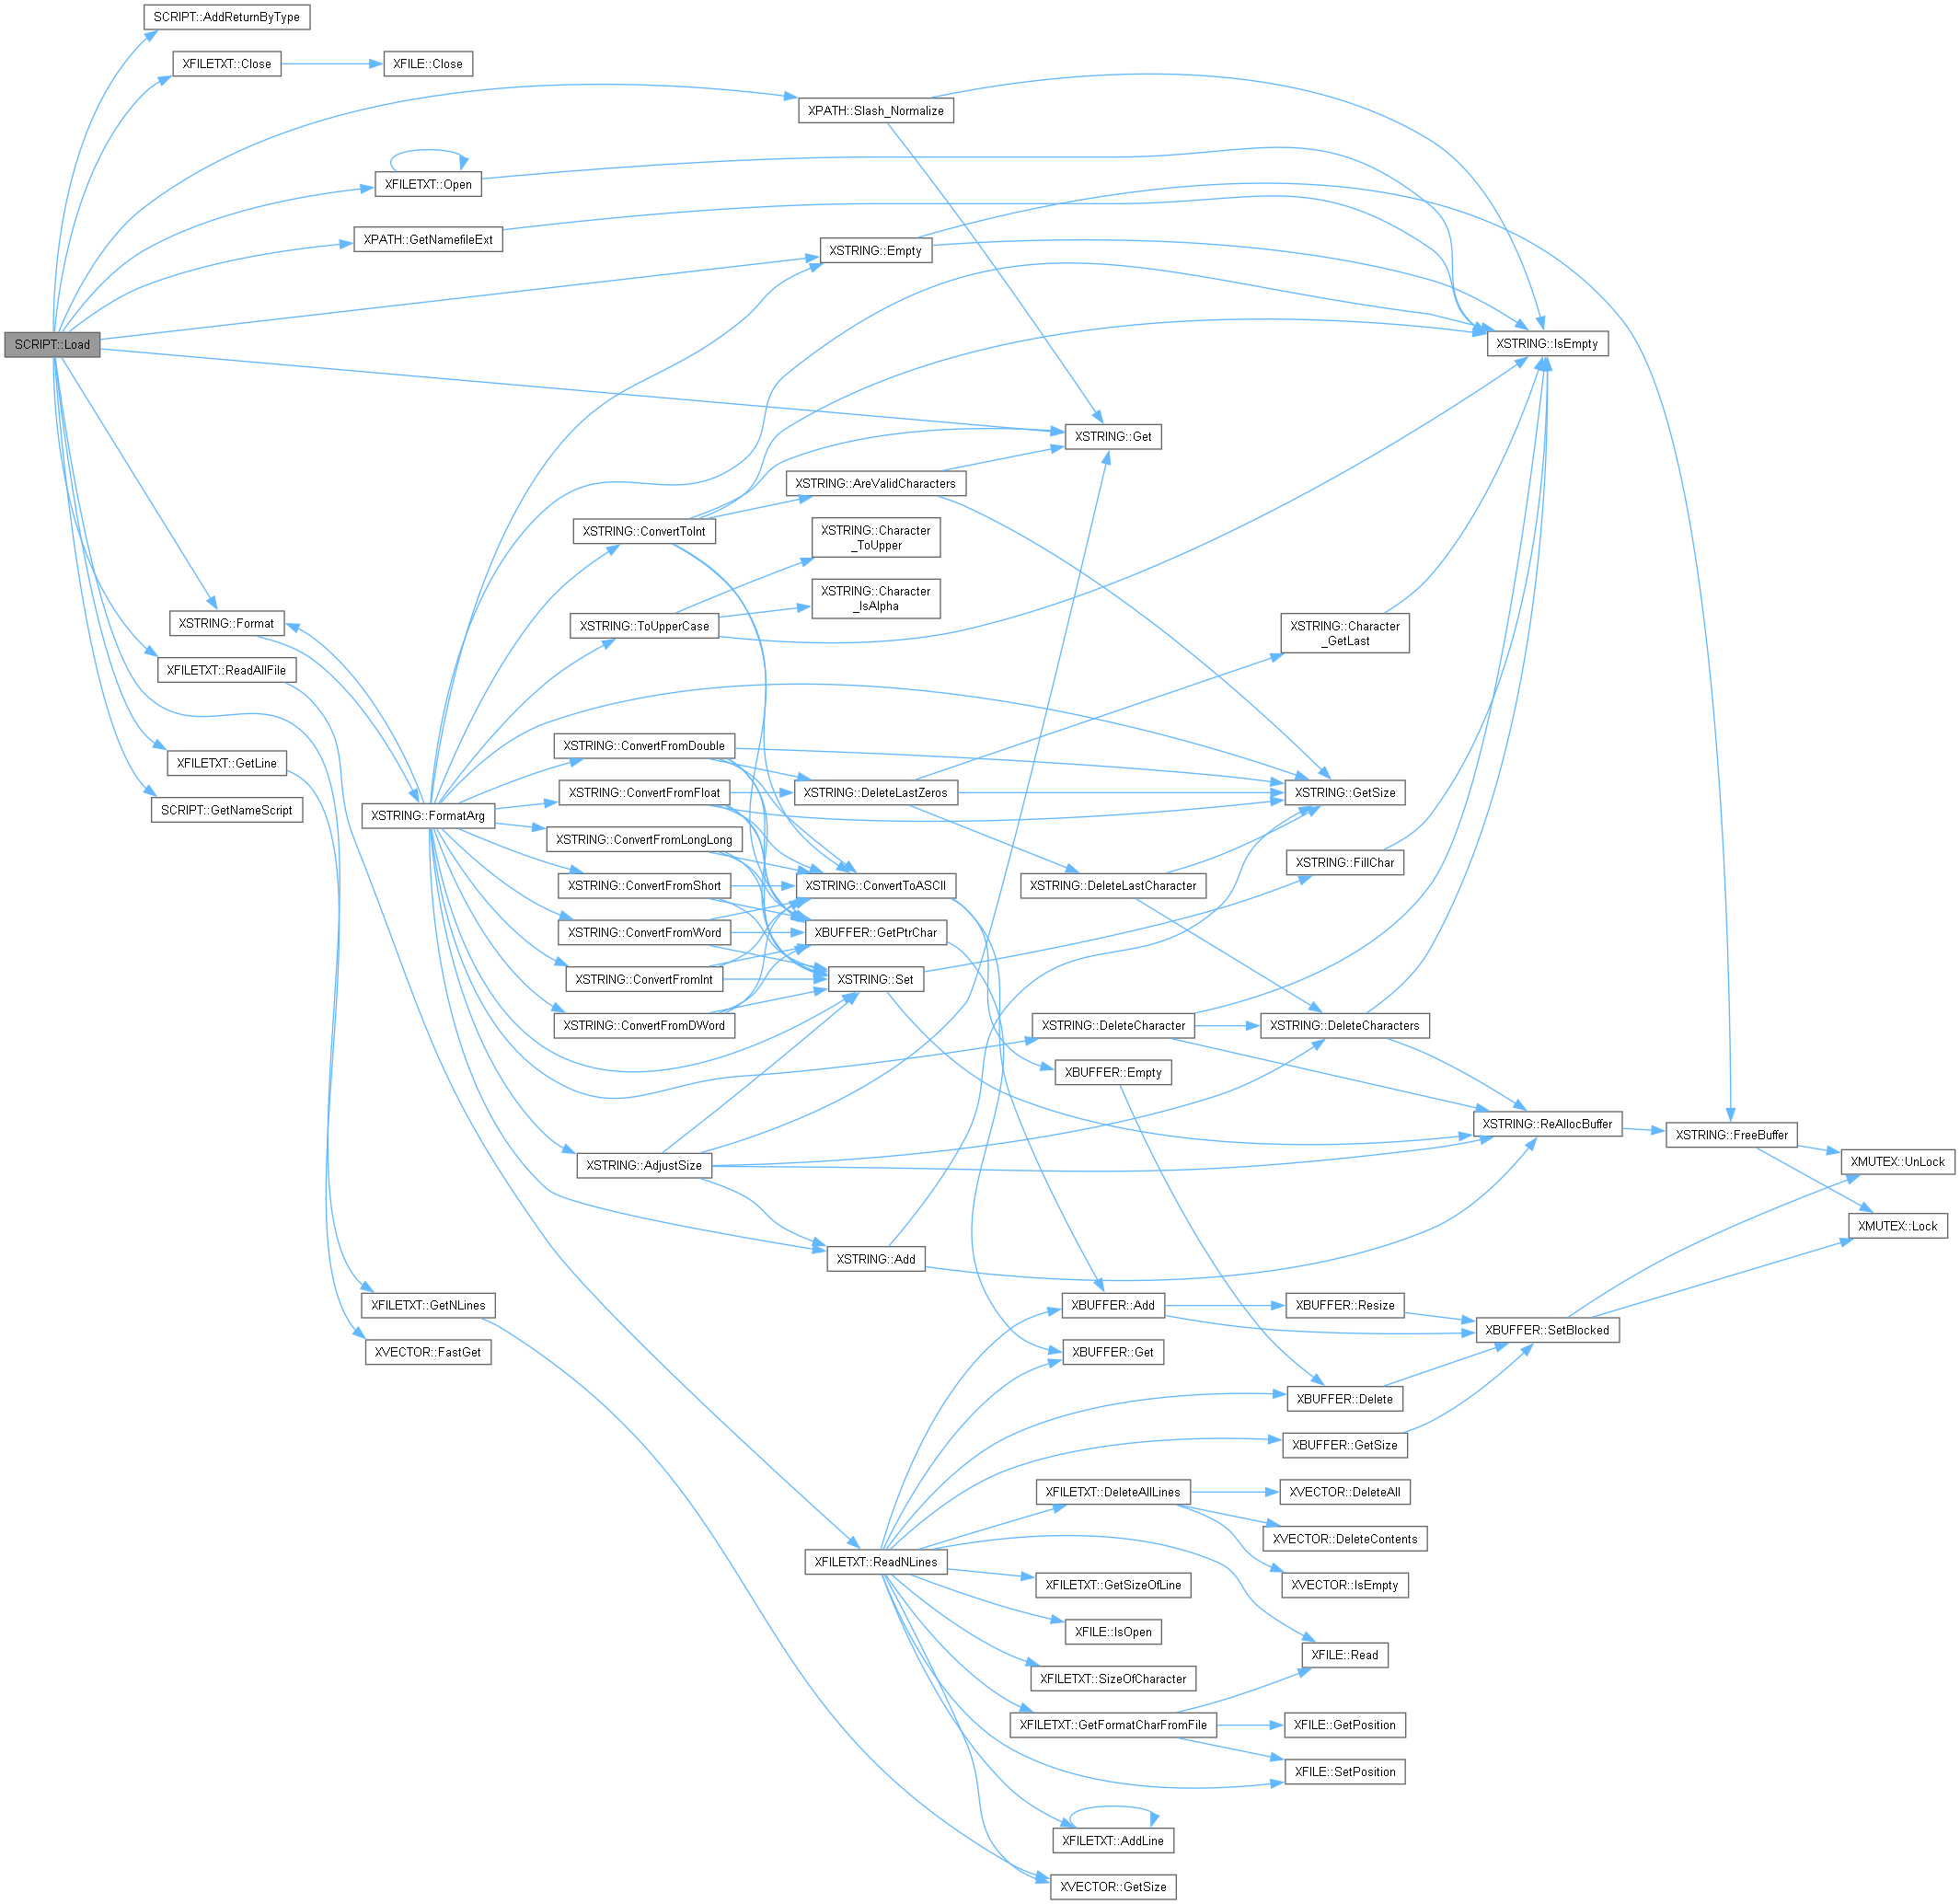 SCRIPT::AddReturnByType
XFILETXT::Close
XFILE::Close
XPATH::Slash_Normalize
XFILETXT::Open
XPATH::GetNamefileExt
XSTRING::Empty
SCRIPT::Load
XSTRING::IsEmpty
XSTRING::Get
XSTRING::AreValidCharacters
XSTRING::ConvertToInt
XSTRING::Character
_ToUpper
XSTRING::Character
_IsAlpha
XSTRING::Format
XSTRING::ToUpperCase
XSTRING::Character
_GetLast
XFILETXT::ReadAllFile
XSTRING::ConvertFromDouble
XFILETXT::GetLine
XSTRING::ConvertFromFloat
XSTRING::DeleteLastZeros
XSTRING::GetSize
SCRIPT::GetNameScript
XSTRING::FormatArg
XSTRING::ConvertFromLongLong
XSTRING::FillChar
XSTRING::ConvertFromShort
XSTRING::ConvertToASCII
XSTRING::DeleteLastCharacter
XSTRING::ConvertFromWord
XBUFFER::GetPtrChar
XSTRING::ConvertFromInt
XSTRING::Set
XSTRING::ConvertFromDWord
XSTRING::DeleteCharacter
XSTRING::DeleteCharacters
XBUFFER::Empty
XSTRING::ReAllocBuffer
XSTRING::FreeBuffer
XSTRING::AdjustSize
XMUTEX::UnLock
XMUTEX::Lock
XSTRING::Add
XFILETXT::GetNLines
XBUFFER::Add
XBUFFER::Resize
XBUFFER::SetBlocked
XVECTOR::FastGet
XBUFFER::Get
XBUFFER::Delete
XBUFFER::GetSize
XFILETXT::DeleteAllLines
XVECTOR::DeleteAll
XVECTOR::DeleteContents
XFILETXT::ReadNLines
XFILETXT::GetSizeOfLine
XVECTOR::IsEmpty
XFILE::IsOpen
XFILE::Read
XFILETXT::SizeOfCharacter
XFILETXT::GetFormatCharFromFile
XFILE::GetPosition
XFILE::SetPosition
XFILETXT::AddLine
XVECTOR::GetSize